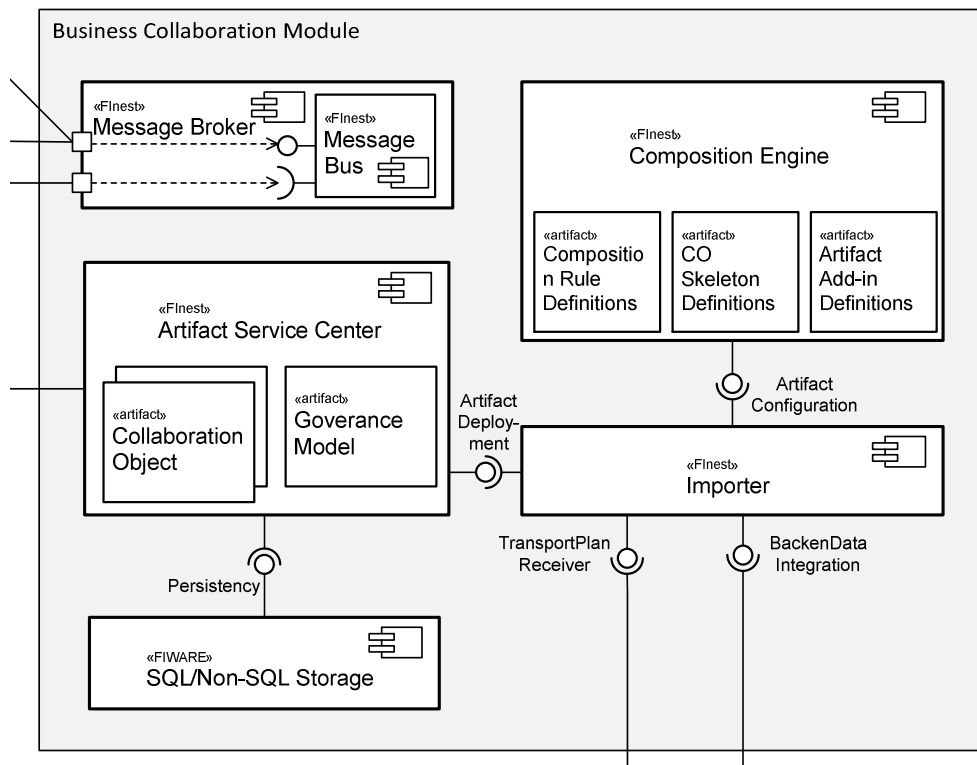 Business Collaboration Module
«FInest»
Message Broker
«FInest»
Message
Bus
«FInest»
Composition Engine
«artifact»
Compositio
n Rule
Definitions
«artifact»
CO
Skeleton
Definitions
«artifact»
Artifact
Add-in
Definitions
«FInest»
Artifact Service Center
«artifact»
Collaboration
Object
«artifact»
Goverance
Model
Artifact
Deploy-
ment
Artifact
Configuration
«FInest»
Importer
TransportPlan
Receiver
BackenData
Integration
Persistency
«FIWARE»
SQL/Non-SQL Storage